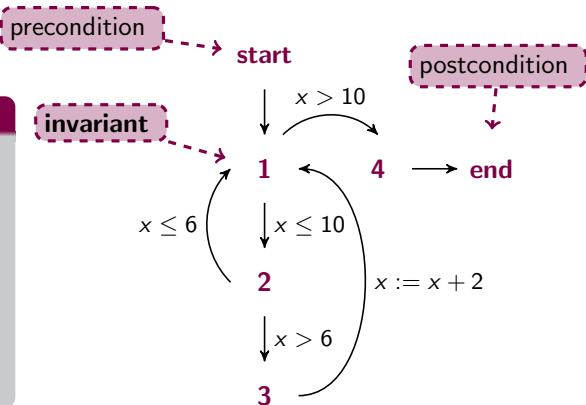 precondition
start
postcondition
x > 10
invariant
1
4
end
x ≤ 6
x ≤ 10
2
x := x + 2
x > 6
3